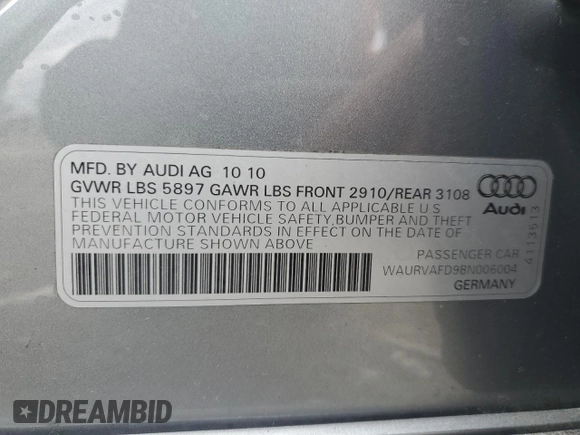 MFD. BY AUDI AG 10 10
GVWR LBS 5897 GAWR LBS FRONT 2910/REAR 3108
THIS VEHICLE CONFORMS TO ALL APPLICABLE U S
FEDERAL MOTOR VEHICLE SAFETY, BUMPER AND THEFT
PREVENTION STANDARDS IN EFFECT ON THE DATE OF
MANUFACTURE SHOWN ABOVE
Audi
4113513
PASSENGER CAR
WAURVAFD9BN006004
GERMANY
DREAMBID